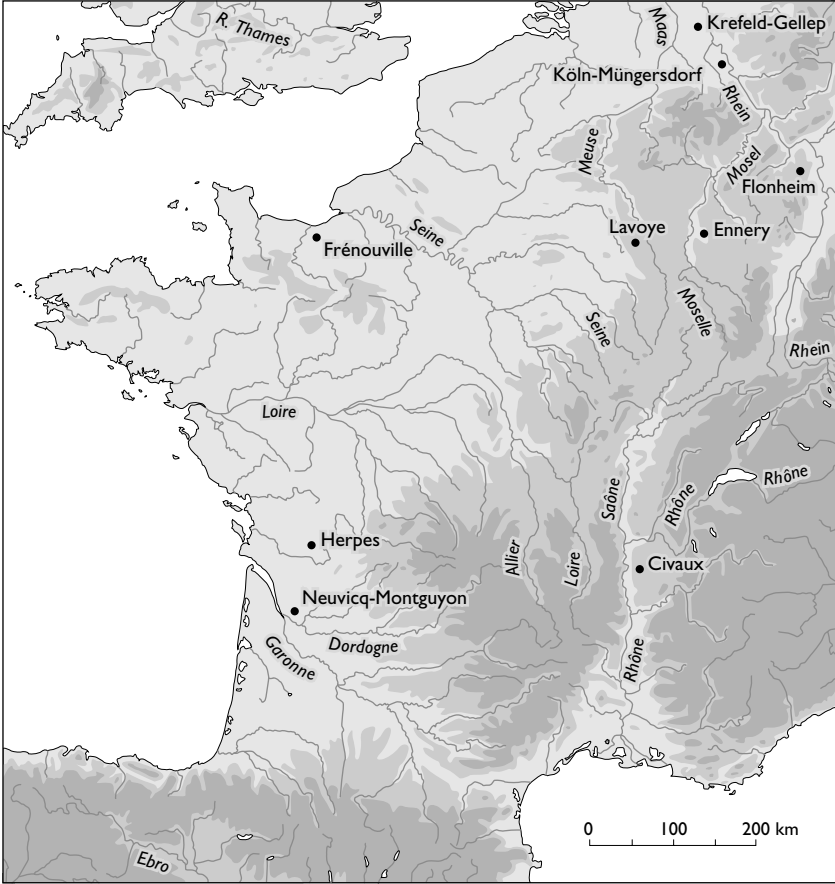 R. Thames
Maas
Krefeld-Gellep
Köln-Müngersdorf
Rhein
Meuse
Mosel
Flonheim
Seine
Lavoye
Ennery
Frénouville
Moselle
Seine
Rhein
Loire
Saône
Rhône
Rhône
Herpes
Allier
Loire
Civaux
Neuvicq-Montguyon
Garonne
Dordogne
Rhône
0 100 200 km
Ebro